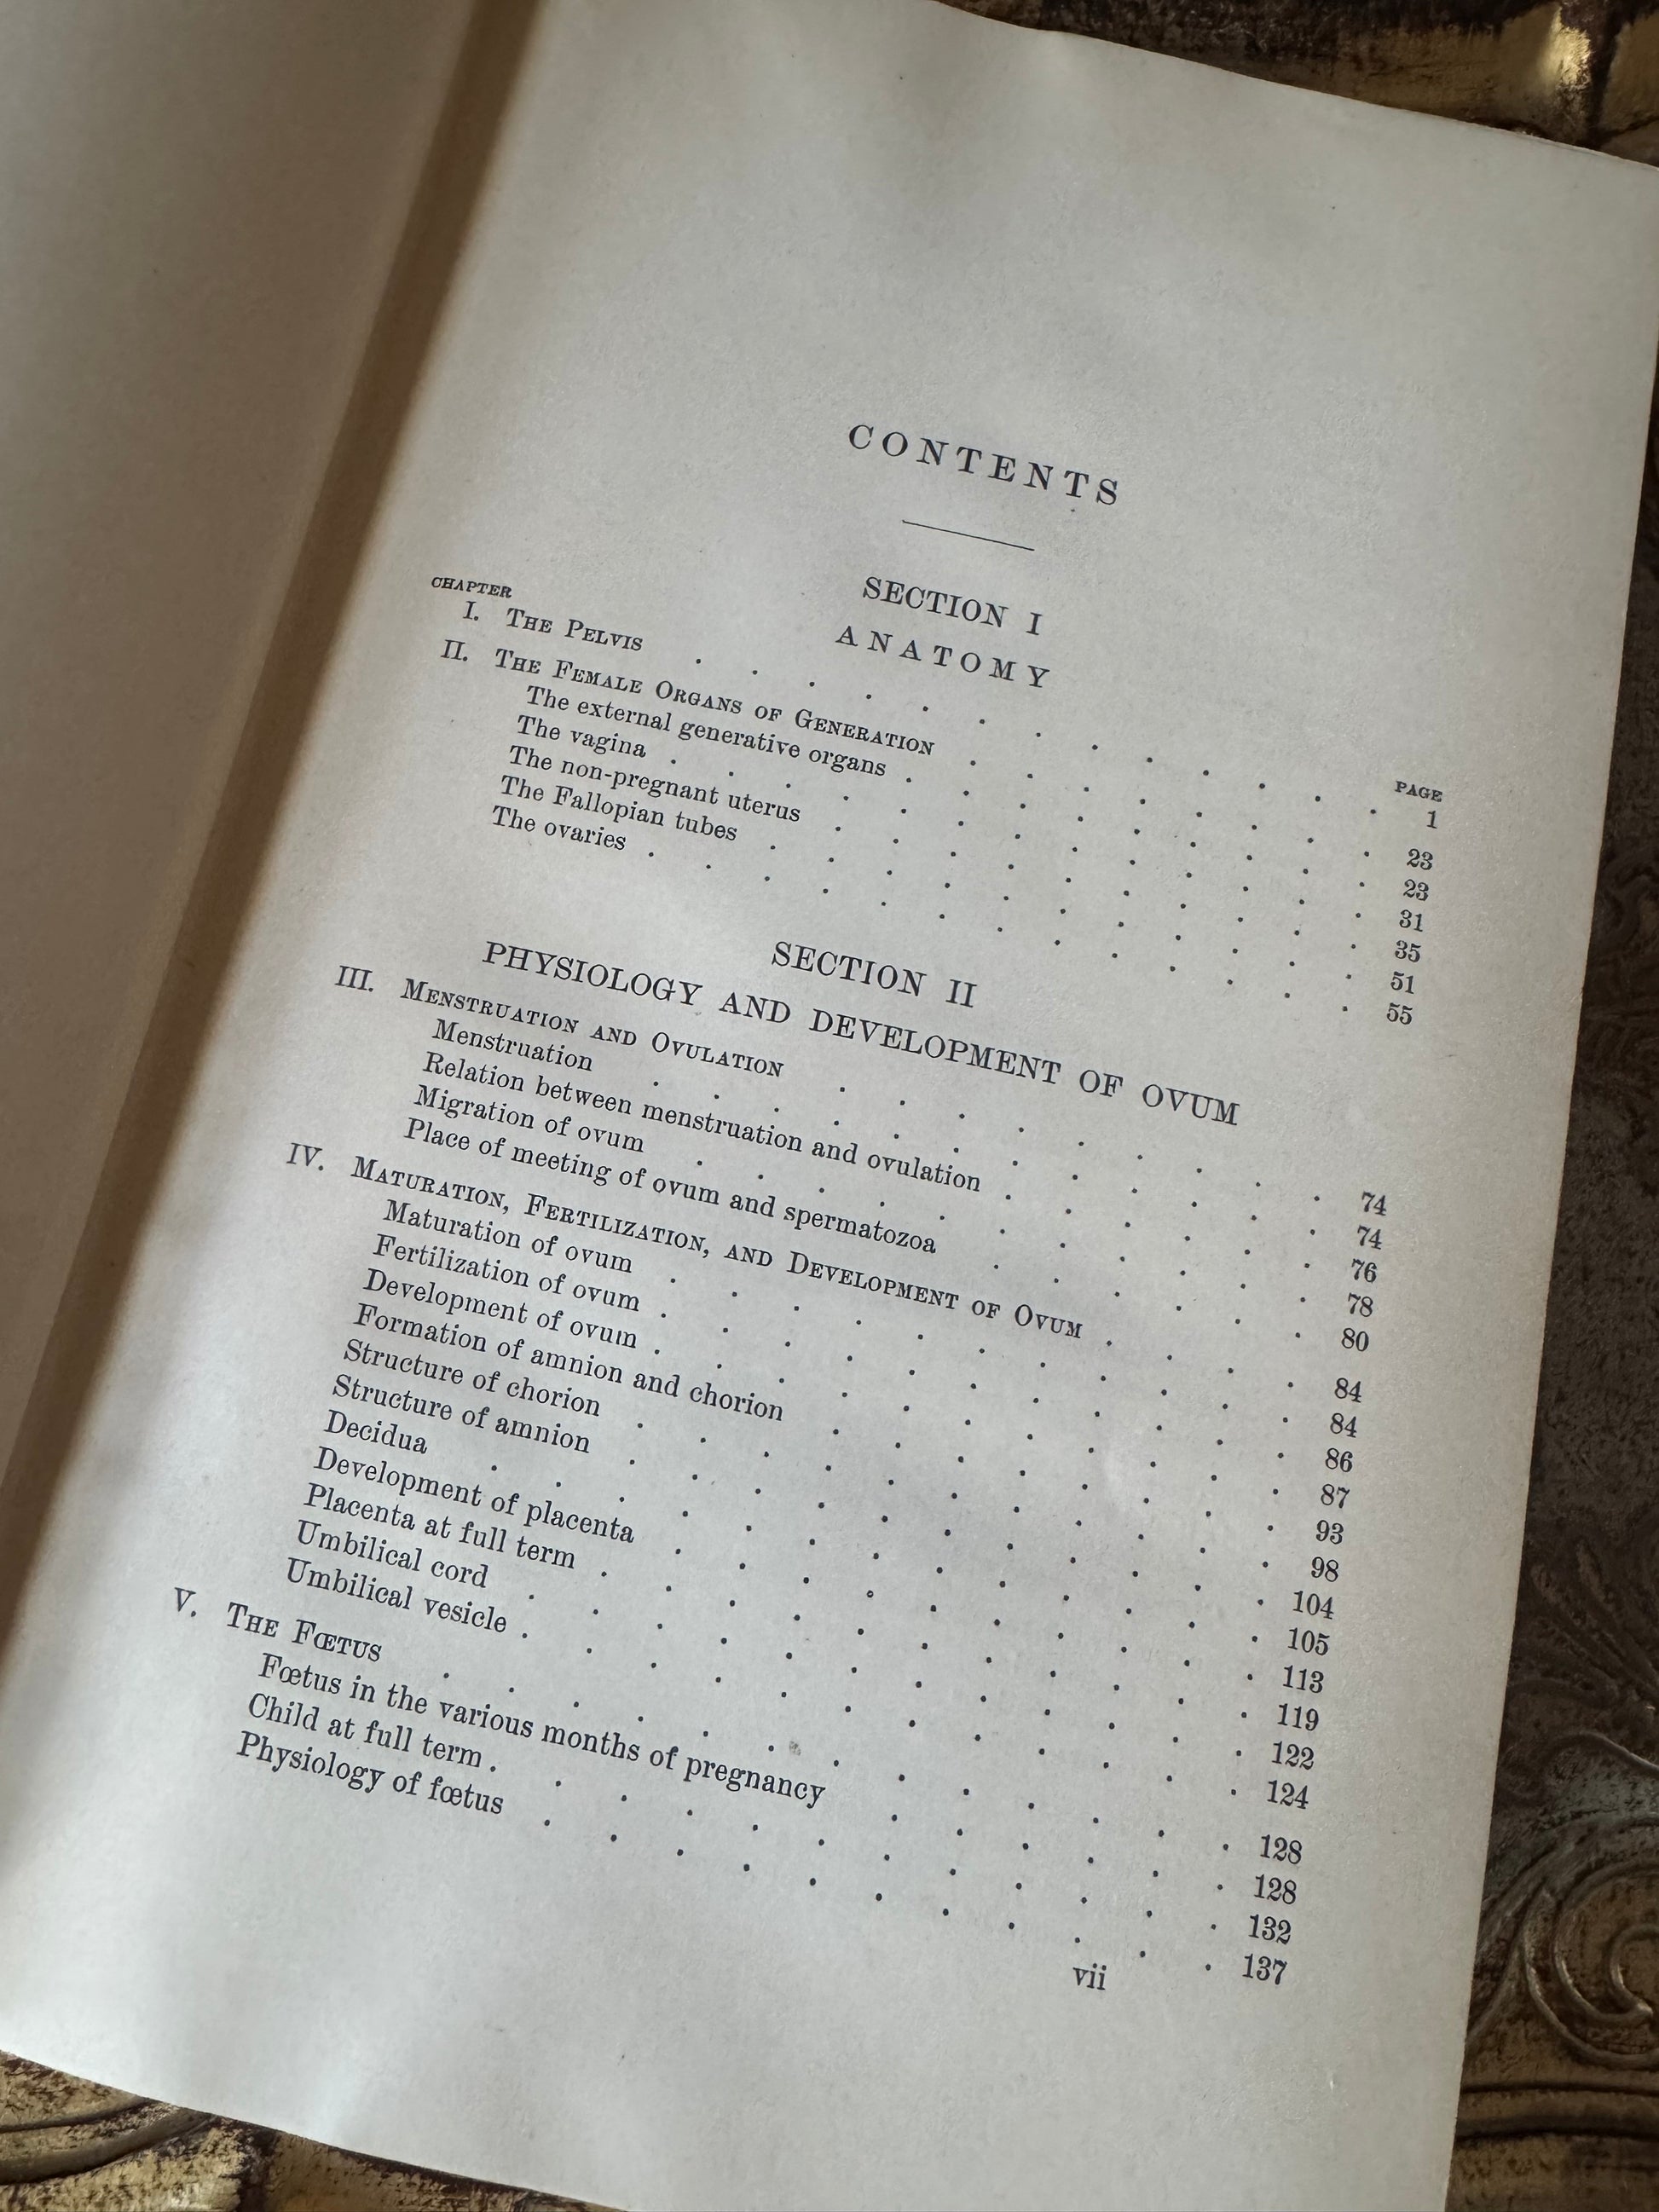 CONTENTS
SECTION I
ANATOMY
CHAPTER PAGE
I. THE PELVIS . . . . . . . . . . . . . 1
II. THE FEMALE ORGANS OF GENERATION . . . . . . . . 23
The external generative organs . . . . . . . . . 23
The vagina . . . . . . . . . . . . . 31
The non-pregnant uterus . . . . . . . . . . 35
The Fallopian tubes . . . . . . . . . . . 51
The ovaries . . . . . . . . . . . . . 55
SECTION II
PHYSIOLOGY AND DEVELOPMENT OF OVUM
III. MENSTRUATION AND OVULATION . . . . . . . . . 74
Menstruation . . . . . . . . . . . . 74
Relation between menstruation and ovulation . . . . . . 76
Migration of ovum . . . . . . . . . . . 78
Place of meeting of ovum and spermatozoa . . . . . . 80
IV. MATURATION, FERTILIZATION, AND DEVELOPMENT OF OVUM . . . . 84
Maturation of ovum . . . . . . . . . . . 84
Fertilization of ovum . . . . . . . . . . . 86
Development of ovum . . . . . . . . . . . 87
Formation of amnion and chorion . . . . . . . . 93
Structure of chorion . . . . . . . . . . . 98
Structure of amnion . . . . . . . . . . . 104
Decidua . . . . . . . . . . . . . 105
Development of placenta . . . . . . . . . . 113
Placenta at full term . . . . . . . . . . . 119
Umbilical cord . . . . . . . . . . . . 122
Umbilical vesicle . . . . . . . . . . . . 124
V. THE FŒTUS . . . . . . . . . . . . . 128
Fœtus in the various months of pregnancy . . . . . . 128
Child at full term . . . . . . . . . . . . 132
Physiology of fœtus . . . . . . . . . . . 137
vii